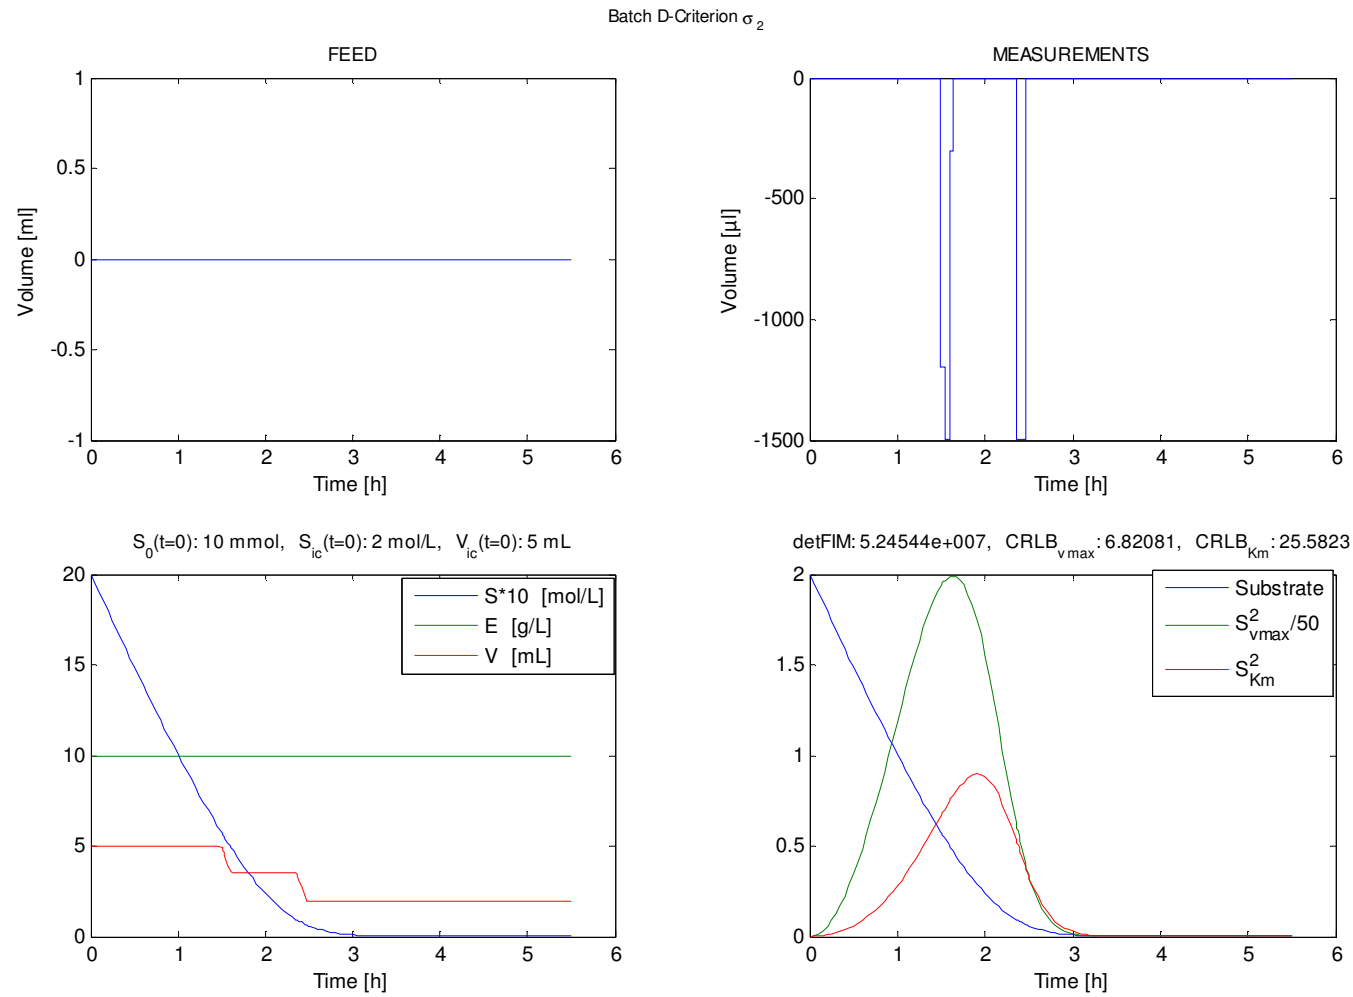 Batch D-Criterion σ2
FEED
1
0.5
0
-0.5
-1
Volume [ml]
0 1 2 3 4 5 6
Time [h]
MEASUREMENTS
0
-500
-1000
-1500
Volume [µl]
0 1 2 3 4 5 6
Time [h]
S0(t=0): 10 mmol, Sic(t=0): 2 mol/L, Vic(t=0): 5 mL
20
15
10
5
0
S*10 [mol/L]
E [g/L]
V [mL]
0 1 2 3 4 5 6
Time [h]
detFIM: 5.24544e+007, CRLBvmax: 6.82081, CRLBKm: 25.5823
2
1.5
1
0.5
0
Substrate
S²vmax/50
S²Km
0 1 2 3 4 5 6
Time [h]